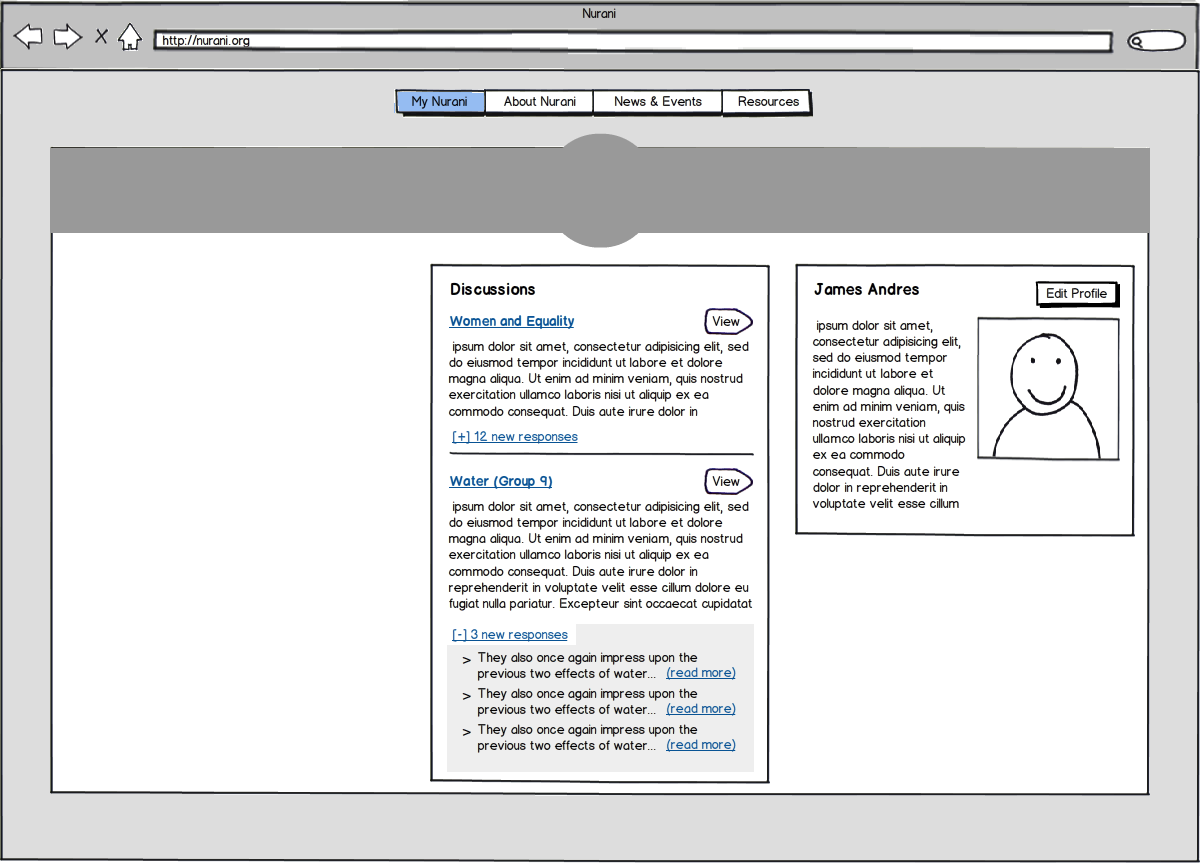 Nurani
http://nurani.org
My Nurani About Nurani News & Events Resources
Discussions
Women and Equality View
ipsum dolor sit amet, consectetur adipisicing elit, sed
do eiusmod tempor incididunt ut labore et dolore
magna aliqua. Ut enim ad minim veniam, quis nostrud
exercitation ullamco laboris nisi ut aliquip ex ea
commodo consequat. Duis aute irure dolor in
[+] 12 new responses
Water (Group 9) View
ipsum dolor sit amet, consectetur adipisicing elit, sed
do eiusmod tempor incididunt ut labore et dolore
magna aliqua. Ut enim ad minim veniam, quis nostrud
exercitation ullamco laboris nisi ut aliquip ex ea
commodo consequat. Duis aute irure dolor in
reprehenderit in voluptate velit esse cillum dolore eu
fugiat nulla pariatur. Excepteur sint occaecat cupidatat
[-] 3 new responses
> They also once again impress upon the
previous two effects of water... (read more)
> They also once again impress upon the
previous two effects of water... (read more)
> They also once again impress upon the
previous two effects of water... (read more)
James Andres Edit Profile
ipsum dolor sit amet,
consectetur adipisicing elit,
sed do eiusmod tempor
incididunt ut labore et
dolore magna aliqua. Ut
enim ad minim veniam, quis
nostrud exercitation
ullamco laboris nisi ut aliquip
ex ea commodo
consequat. Duis aute irure
dolor in reprehenderit in
voluptate velit esse cillum